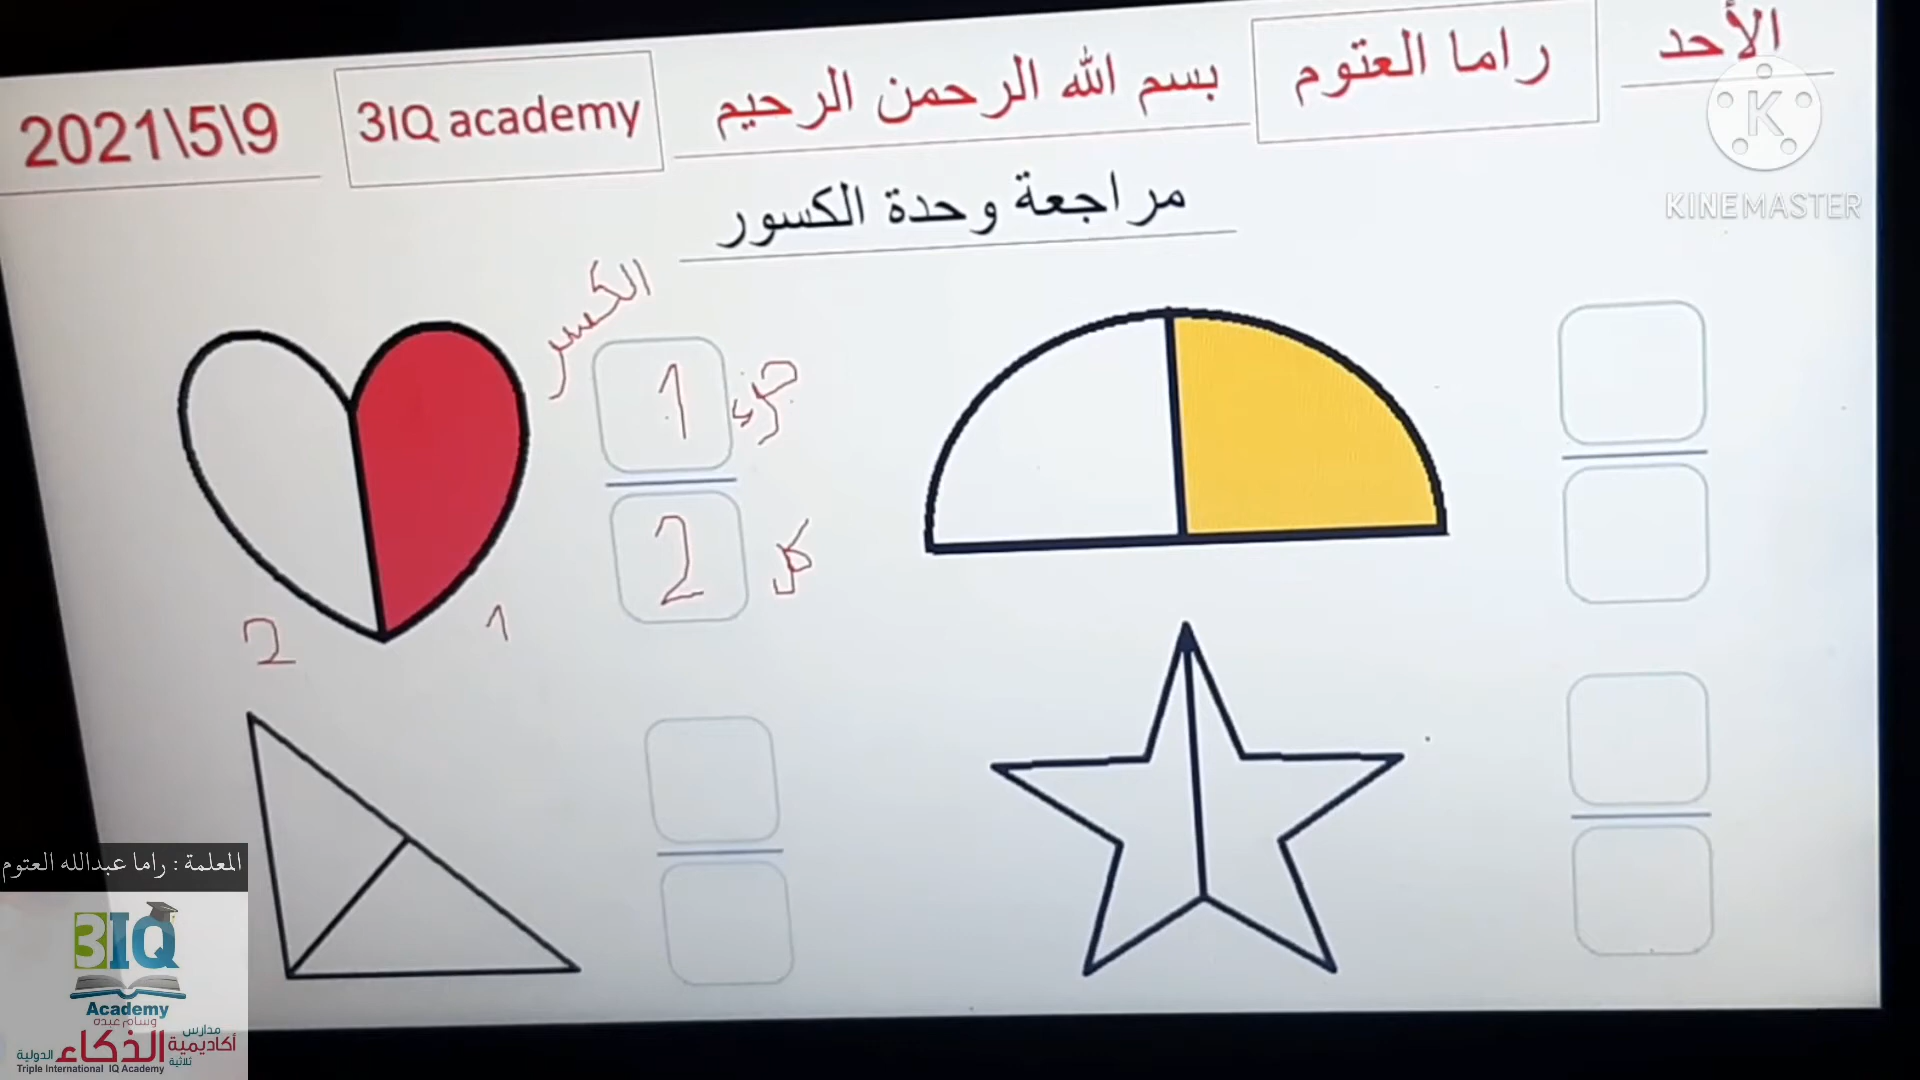 الأحد
راما العتوم
بسم الله الرحمن الرحيم
3IQ academy
2021\5\9
KINEMASTER
مراجعة وحدة الكسور
الكسر
1 جزء
2 كل
2 1
المعلمة : راما عبدالله العتوم
3IQ
Academy
وسام عبده
مدارس
أكاديمية الذكاء الدولية
ثلاثية
Triple International IQ Academy